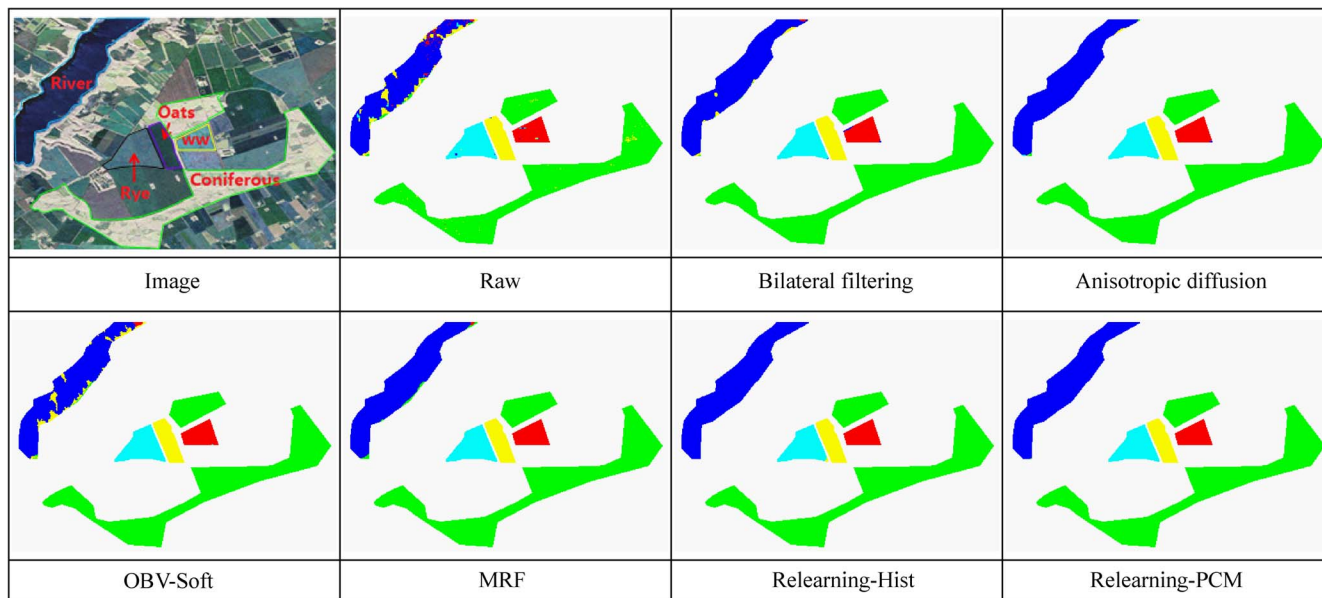 River
Oats
WW
Rye
Coniferous
Image
Raw
Bilateral filtering
Anisotropic diffusion
OBV-Soft
MRF
Relearning-Hist
Relearning-PCM